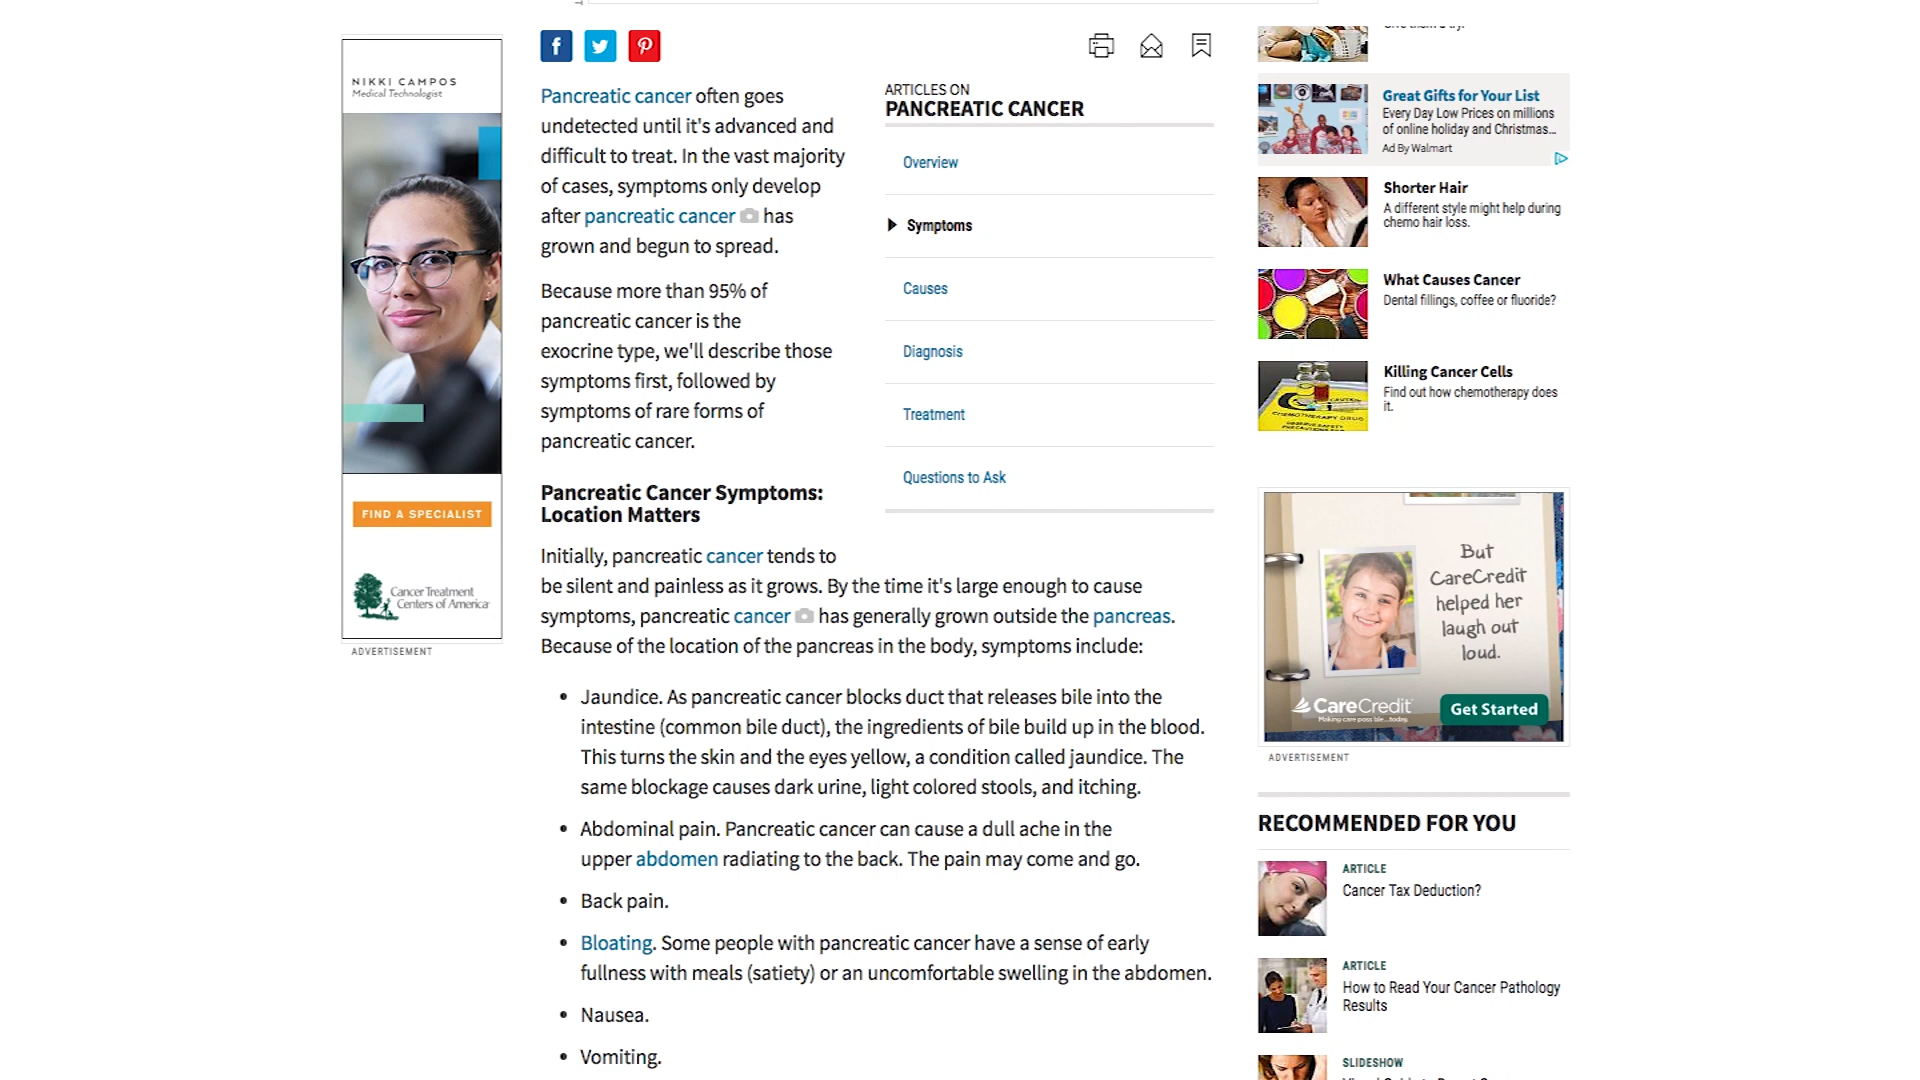 NIKKI CAMPOS
Medical Technologist
FIND A SPECIALIST
Cancer Treatment
Centers of America
ADVERTISEMENT
Pancreatic cancer often goes
undetected until it's advanced and
difficult to treat. In the vast majority
of cases, symptoms only develop
after pancreatic cancer has
grown and begun to spread.
Because more than 95% of
pancreatic cancer is the
exocrine type, we'll describe those
symptoms first, followed by
symptoms of rare forms of
pancreatic cancer.
Pancreatic Cancer Symptoms:
Location Matters
Initially, pancreatic cancer tends to
be silent and painless as it grows. By the time it's large enough to cause
symptoms, pancreatic cancer has generally grown outside the pancreas.
Because of the location of the pancreas in the body, symptoms include:
• Jaundice. As pancreatic cancer blocks duct that releases bile into the
intestine (common bile duct), the ingredients of bile build up in the blood.
This turns the skin and the eyes yellow, a condition called jaundice. The
same blockage causes dark urine, light colored stools, and itching.
• Abdominal pain. Pancreatic cancer can cause a dull ache in the
upper abdomen radiating to the back. The pain may come and go.
• Back pain.
• Bloating. Some people with pancreatic cancer have a sense of early
fullness with meals (satiety) or an uncomfortable swelling in the abdomen.
• Nausea.
• Vomiting.
ARTICLES ON
PANCREATIC CANCER
Overview
Symptoms
Causes
Diagnosis
Treatment
Questions to Ask
Great Gifts for Your List
Every Day Low Prices on millions
of online holiday and Christmas...
Ad By Walmart
Shorter Hair
A different style might help during
chemo hair loss.
What Causes Cancer
Dental fillings, coffee or fluoride?
Killing Cancer Cells
Find out how chemotherapy does
it.
CAUTION
CHEMOTHERAPY DRUG
But
CareCredit
helped her
laugh out
loud.
CareCredit
Making care possible...today.
Get Started
ADVERTISEMENT
RECOMMENDED FOR YOU
ARTICLE
Cancer Tax Deduction?
ARTICLE
How to Read Your Cancer Pathology
Results
SLIDESHOW